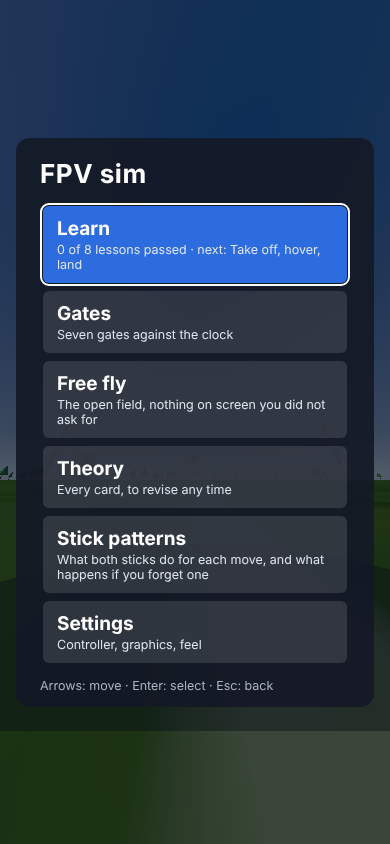 FPV sim
Learn
0 of 8 lessons passed · next: Take off, hover,
land
Gates
Seven gates against the clock
Free fly
The open field, nothing on screen you did not
ask for
Theory
Every card, to revise any time
Stick patterns
What both sticks do for each move, and what
happens if you forget one
Settings
Controller, graphics, feel
Arrows: move · Enter: select · Esc: back